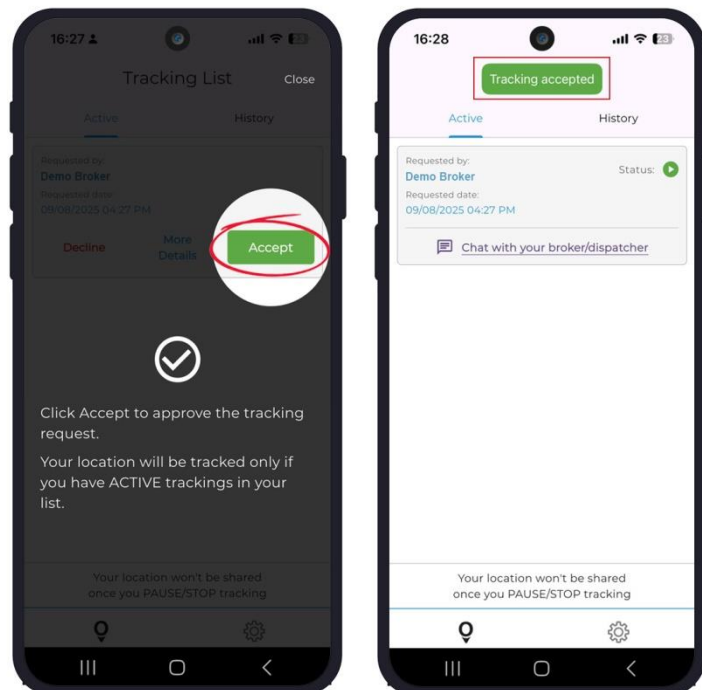 16:27
23
Tracking List
Close
Active
History
Requested by:
Demo Broker
Requested date:
09/08/2025 04:27 PM
Decline
More
Details
Accept
Click Accept to approve the tracking
request.
Your location will be tracked only if
you have ACTIVE trackings in your
list.
Your location won't be shared
once you PAUSE/STOP tracking
16:28
23
Tracking accepted
Active
History
Requested by:
Demo Broker
Status:
Requested date:
09/08/2025 04:27 PM
Chat with your broker/dispatcher
Your location won't be shared
once you PAUSE/STOP tracking